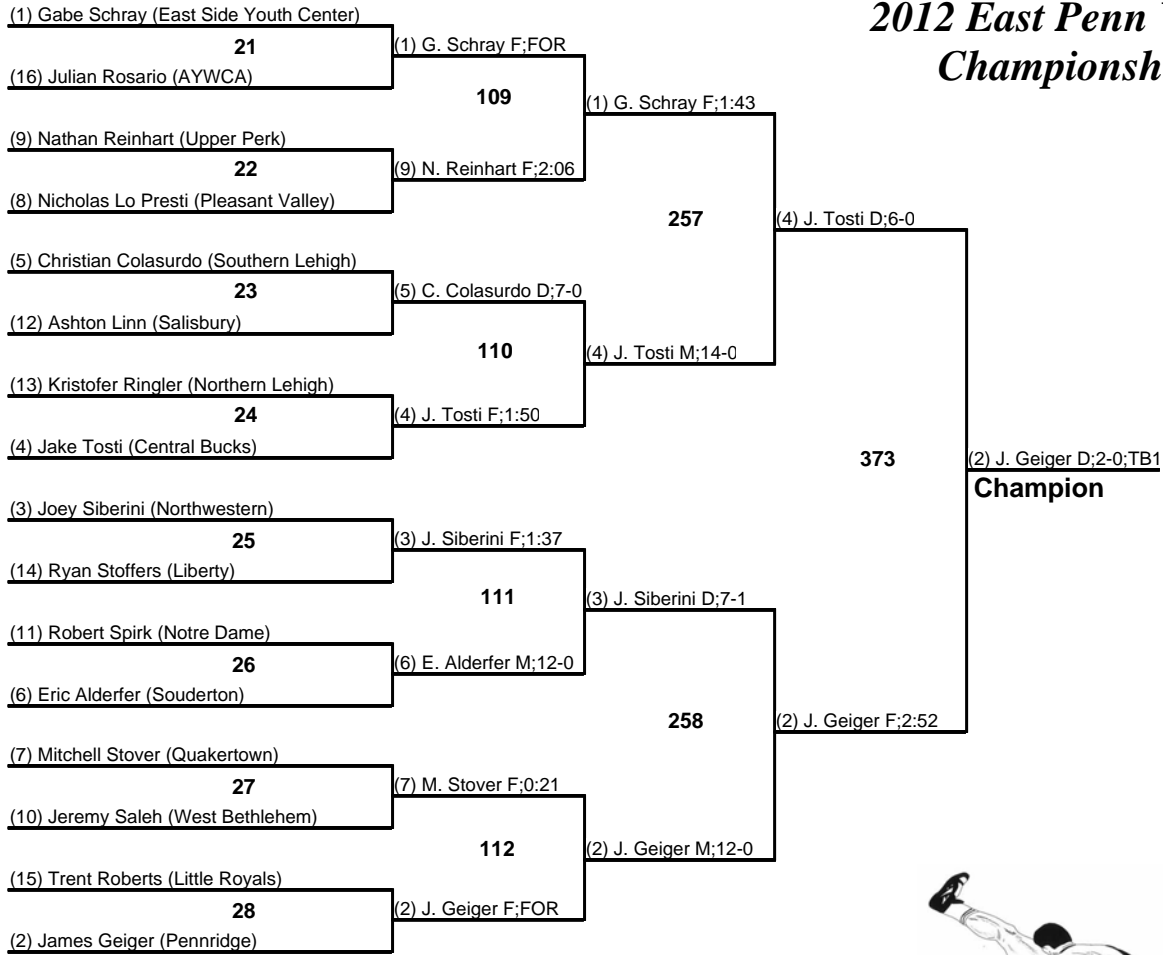 2012 East Penn
Championsh
(1) Gabe Schray (East Side Youth Center)
21
(16) Julian Rosario (AYWCA)
(1) G. Schray F;FOR
109
(9) Nathan Reinhart (Upper Perk)
22
(8) Nicholas Lo Presti (Pleasant Valley)
(9) N. Reinhart F;2:06
(1) G. Schray F;1:43
257
(5) Christian Colasurdo (Southern Lehigh)
23
(12) Ashton Linn (Salisbury)
(5) C. Colasurdo D;7-0
110
(13) Kristofer Ringler (Northern Lehigh)
24
(4) Jake Tosti (Central Bucks)
(4) J. Tosti F;1:50
(4) J. Tosti M;14-0
(4) J. Tosti D;6-0
373
(3) Joey Siberini (Northwestern)
25
(14) Ryan Stoffers (Liberty)
(3) J. Siberini F;1:37
111
(11) Robert Spirk (Notre Dame)
26
(6) Eric Alderfer (Souderton)
(6) E. Alderfer M;12-0
(3) J. Siberini D;7-1
258
(7) Mitchell Stover (Quakertown)
27
(10) Jeremy Saleh (West Bethlehem)
(7) M. Stover F;0:21
112
(15) Trent Roberts (Little Royals)
28
(2) James Geiger (Pennridge)
(2) J. Geiger F;FOR
(2) J. Geiger M;12-0
(2) J. Geiger F;2:52
(2) J. Geiger D;2-0;TB1
Champion